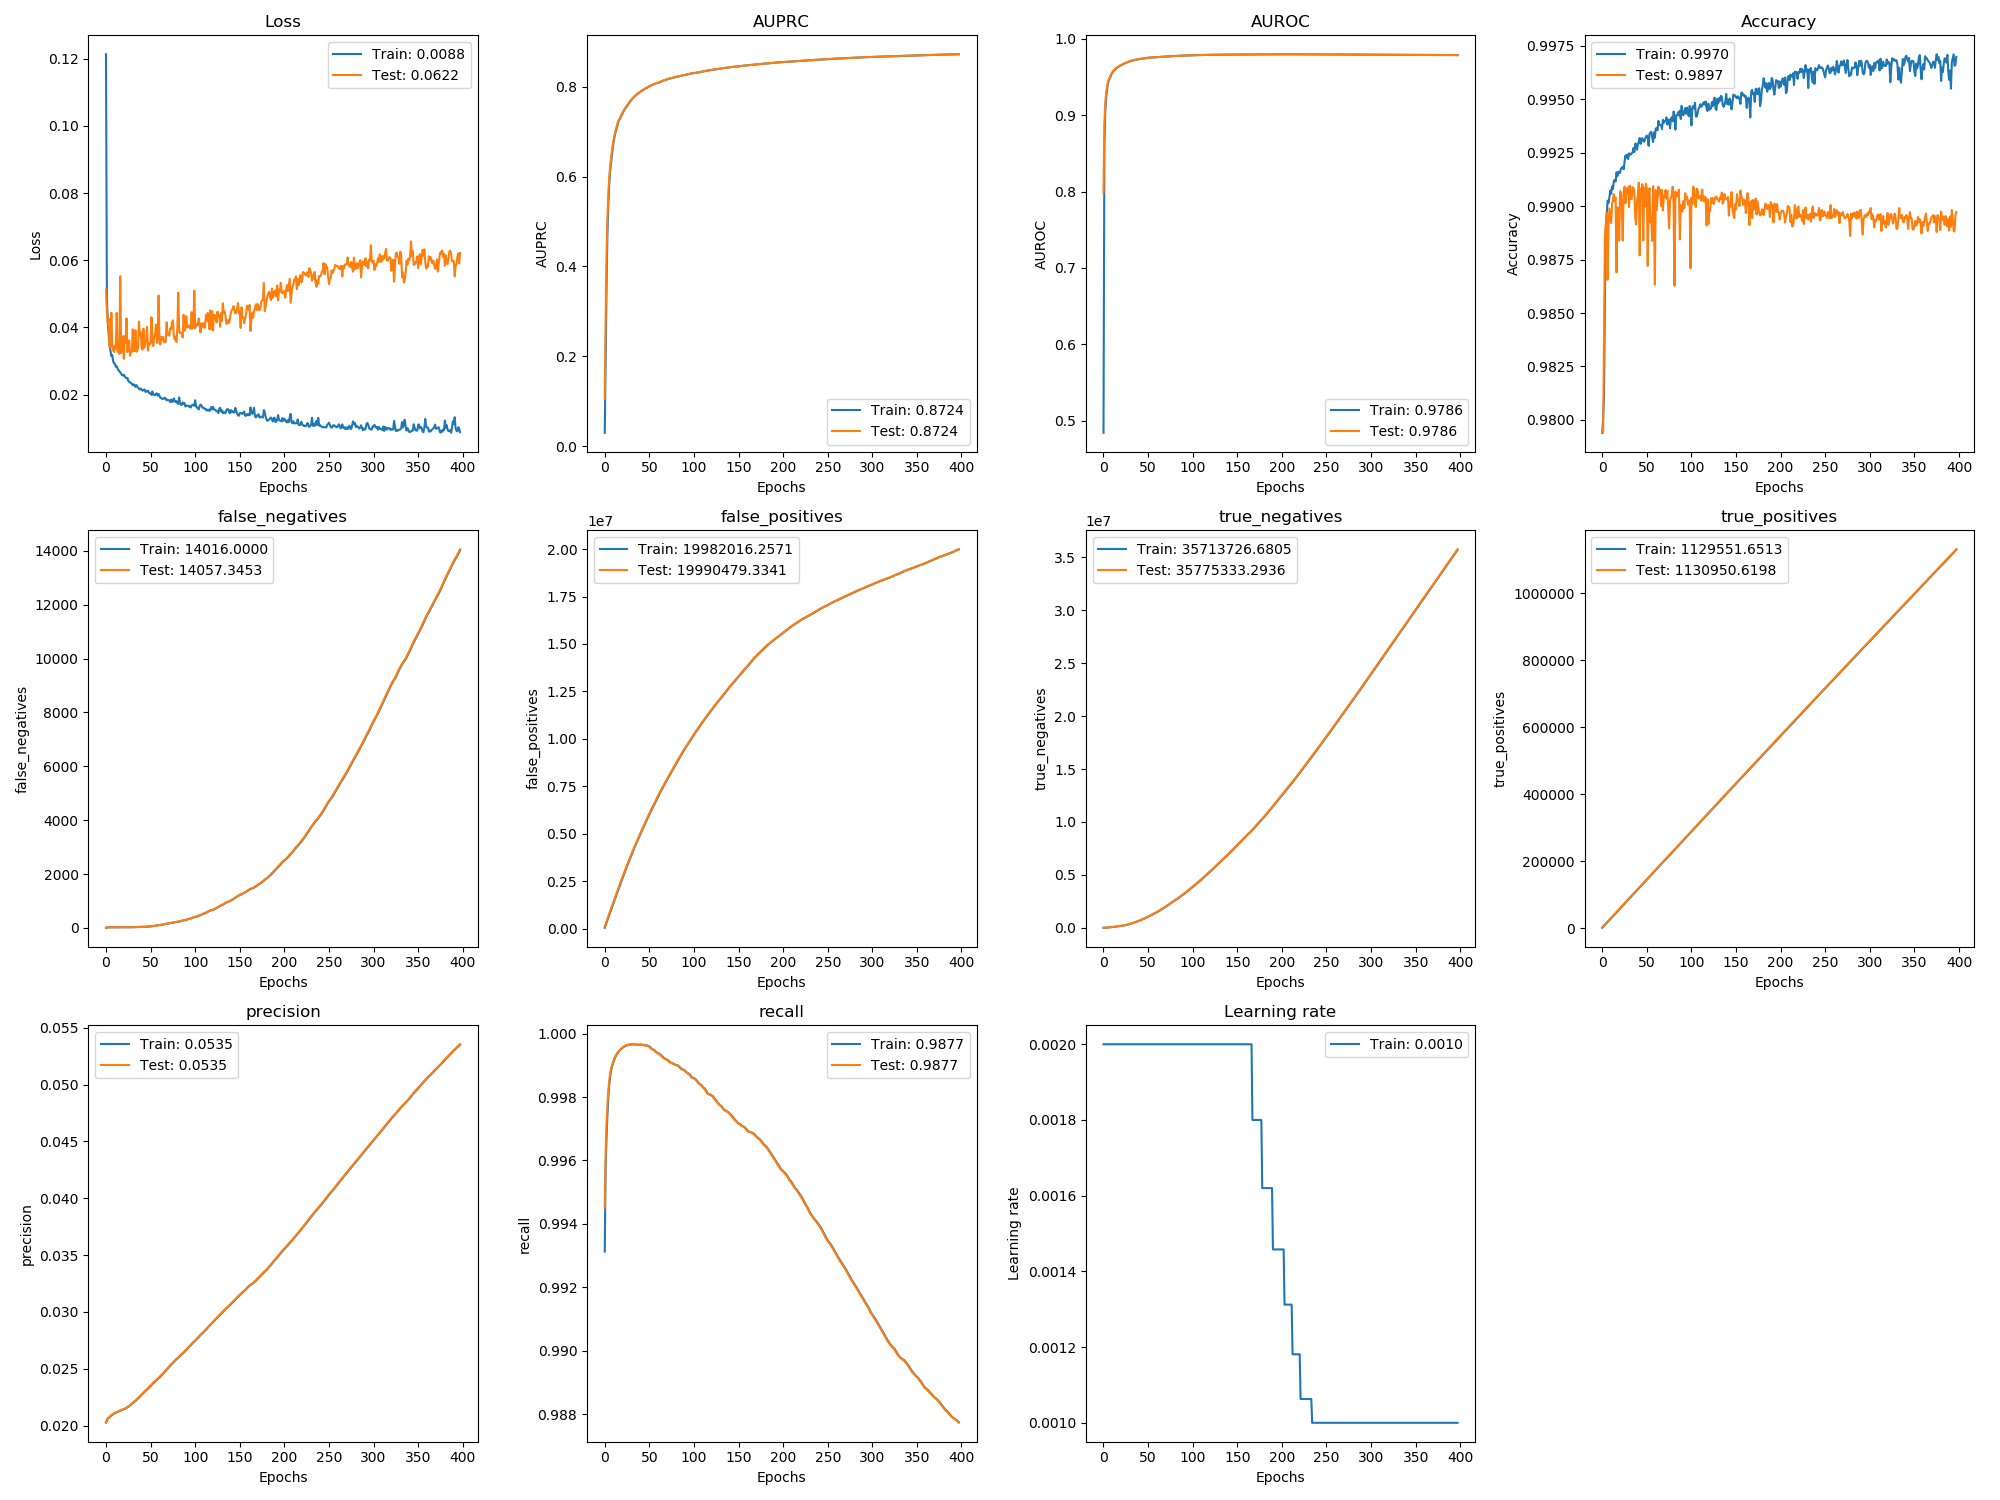 Loss
Train: 0.0088
Test: 0.0622
0.12
0.10
0.08
0.06
0.04
0.02
Loss
0 50 100 150 200 250 300 350 400
Epochs
AUPRC
Train: 0.8724
Test: 0.8724
0.8
0.6
0.4
0.2
0.0
AUPRC
0 50 100 150 200 250 300 350 400
Epochs
AUROC
Train: 0.9786
Test: 0.9786
1.0
0.9
0.8
0.7
0.6
0.5
AUROC
0 50 100 150 200 250 300 350 400
Epochs
Accuracy
Train: 0.9970
Test: 0.9897
0.9975
0.9950
0.9925
0.9900
0.9875
0.9850
0.9825
0.9800
Accuracy
0 50 100 150 200 250 300 350 400
Epochs
false_negatives
Train: 14016.0000
Test: 14057.3453
14000
12000
10000
8000
6000
4000
2000
0
false_negatives
0 50 100 150 200 250 300 350 400
Epochs
false_positives
1e7
Train: 19982016.2571
Test: 19990479.3341
2.00
1.75
1.50
1.25
1.00
0.75
0.50
0.25
0.00
false_positives
0 50 100 150 200 250 300 350 400
Epochs
true_negatives
1e7
Train: 35713726.6805
Test: 35775333.2936
3.5
3.0
2.5
2.0
1.5
1.0
0.5
0.0
true_negatives
0 50 100 150 200 250 300 350 400
Epochs
true_positives
Train: 1129551.6513
Test: 1130950.6198
1000000
800000
600000
400000
200000
0
true_positives
0 50 100 150 200 250 300 350 400
Epochs
precision
Train: 0.0535
Test: 0.0535
0.055
0.050
0.045
0.040
0.035
0.030
0.025
0.020
precision
0 50 100 150 200 250 300 350 400
Epochs
recall
Train: 0.9877
Test: 0.9877
1.000
0.998
0.996
0.994
0.992
0.990
0.988
recall
0 50 100 150 200 250 300 350 400
Epochs
Learning rate
Train: 0.0010
0.0020
0.0018
0.0016
0.0014
0.0012
0.0010
Learning rate
0 50 100 150 200 250 300 350 400
Epochs